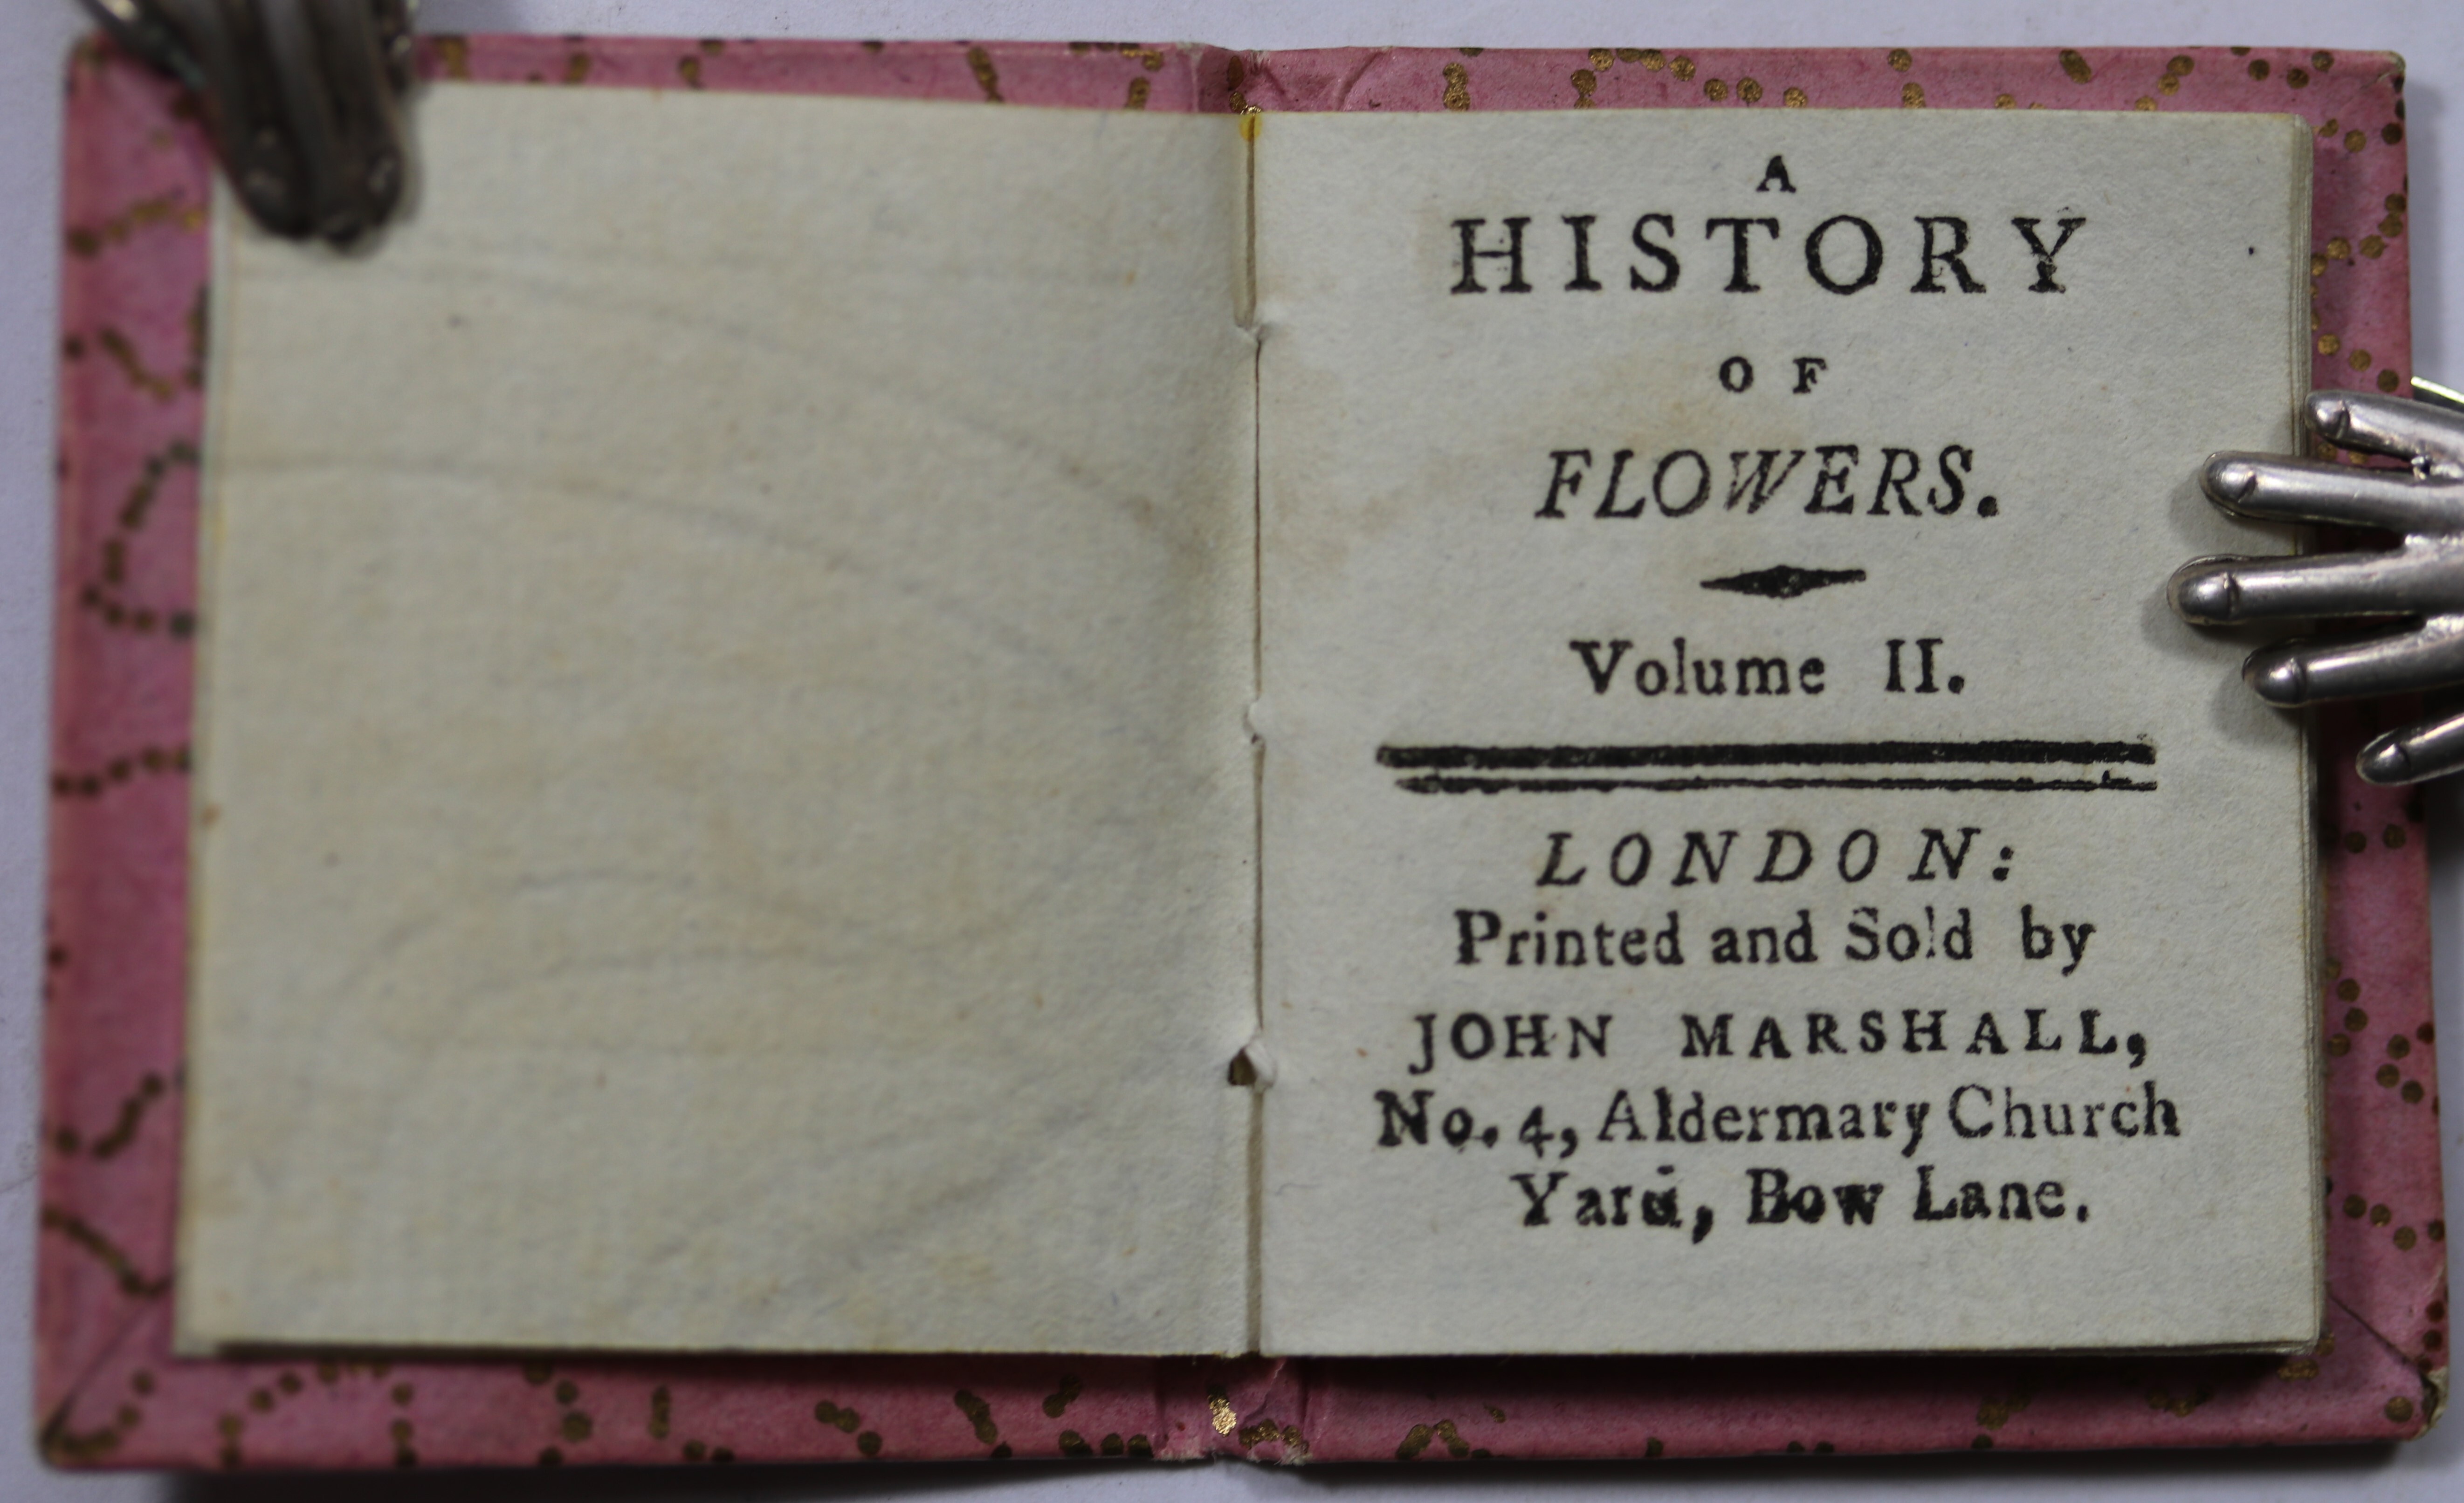 A
HISTORY
OF
FLOWERS.
Volume II.
LONDON:
Printed and Sold by
JOHN MARSHALL,
No. 4, Aldermary Church
Yard, Bow Lane.